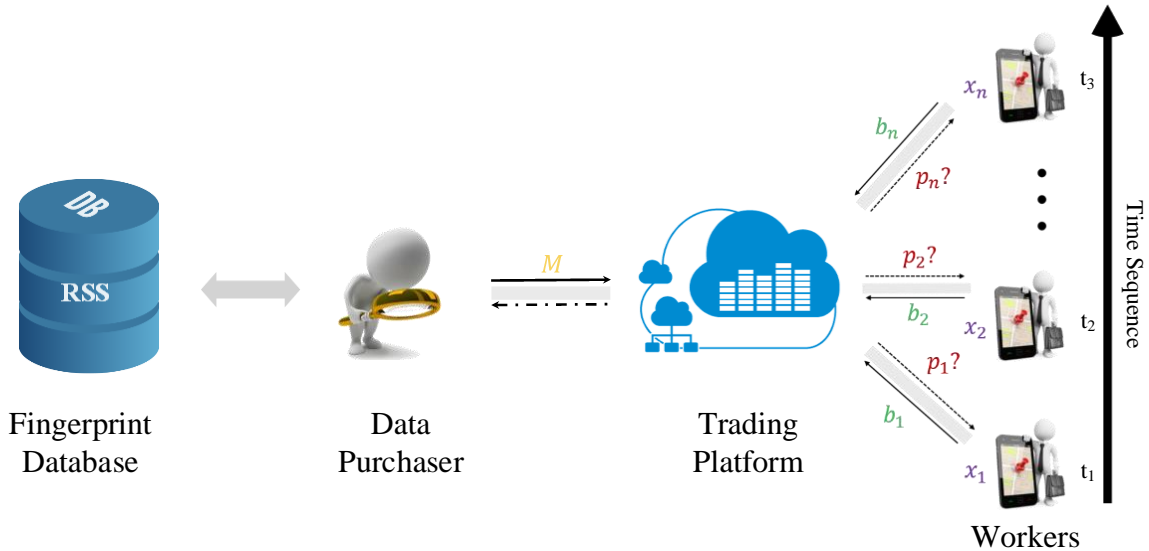 DB
RSS
Fingerprint
Database
Data
Purchaser
M
Trading
Platform
b_n
p_n?
x_n
t_3
p_2?
b_2
x_2
t_2
p_1?
b_1
x_1
t_1
Workers
Time Sequence